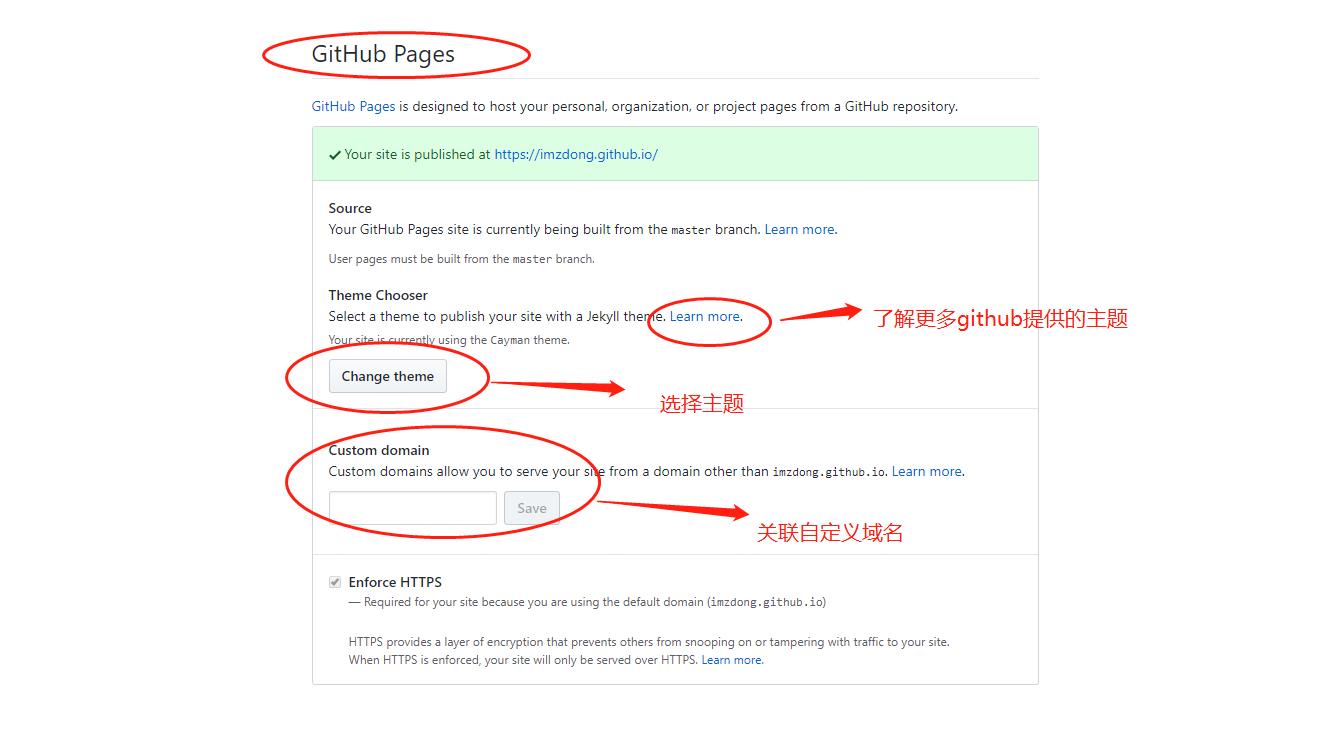 GitHub Pages
GitHub Pages is designed to host your personal, organization, or project pages from a GitHub repository.
Your site is published at https://imzdong.github.io/
Source
Your GitHub Pages site is currently being built from the master branch. Learn more.
User pages must be built from the master branch.
Theme Chooser
Select a theme to publish your site with a Jekyll theme. Learn more.
了解更多github提供的主题
Your site is currently using the Cayman theme.
Change theme
选择主题
Custom domain
Custom domains allow you to serve your site from a domain other than imzdong.github.io. Learn more.
Save
关联自定义域名
Enforce HTTPS
— Required for your site because you are using the default domain (imzdong.github.io)
HTTPS provides a layer of encryption that prevents others from snooping on or tampering with traffic to your site.
When HTTPS is enforced, your site will only be served over HTTPS. Learn more.